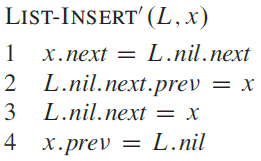 LIST-INSERT′(L, x)
1 x.next = L.nil.next
2 L.nil.next.prev = x
3 L.nil.next = x
4 x.prev = L.nil